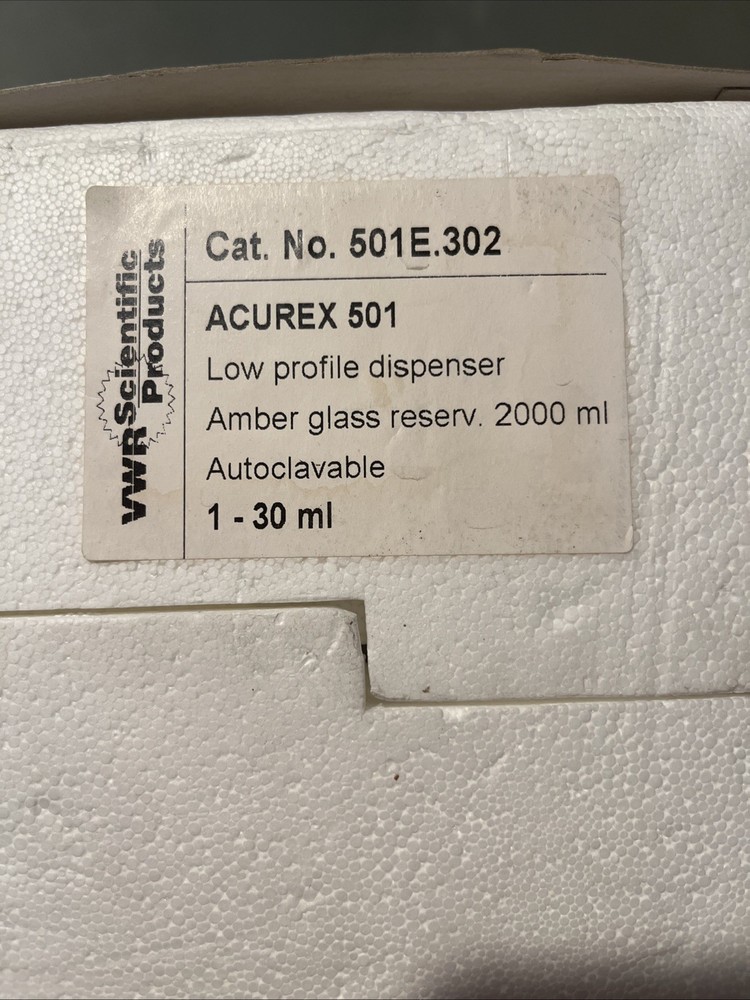 VWR Scientific
Products
Cat. No. 501E.302
ACUREX 501
Low profile dispenser
Amber glass reserv. 2000 ml
Autoclavable
1 - 30 ml